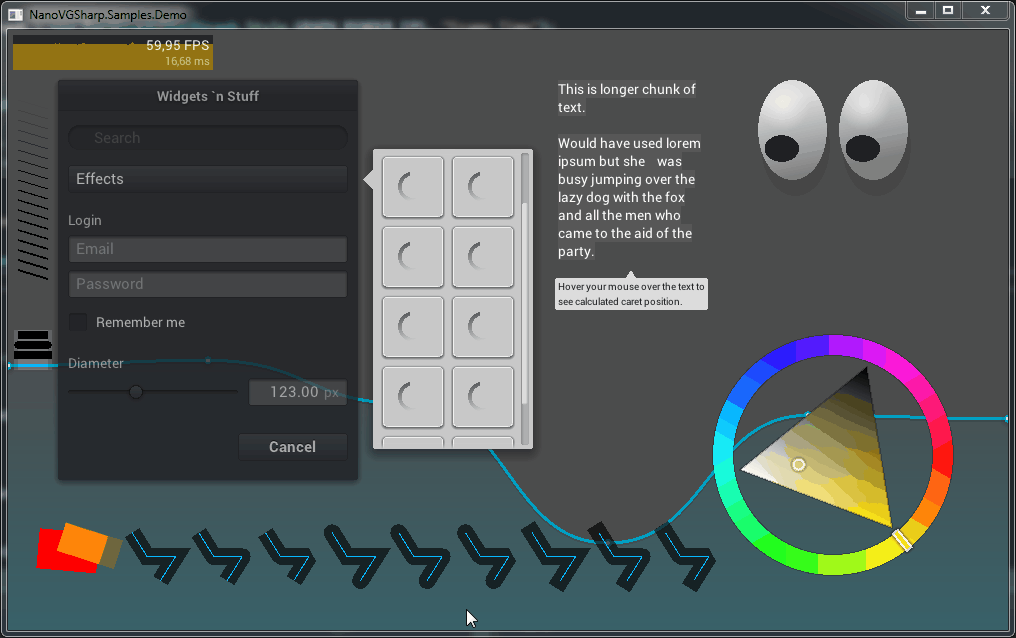 NanoVGSharp.Samples.Demo
59,95 FPS
16,68 ms
Widgets `n Stuff
Search
Effects
Login
Email
Password
Remember me
Diameter
123.00 px
Cancel
This is longer chunk of
text.
Would have used lorem
ipsum but she was
busy jumping over the
lazy dog with the fox
and all the men who
came to the aid of the
party.
Hover your mouse over the text to
see calculated caret position.